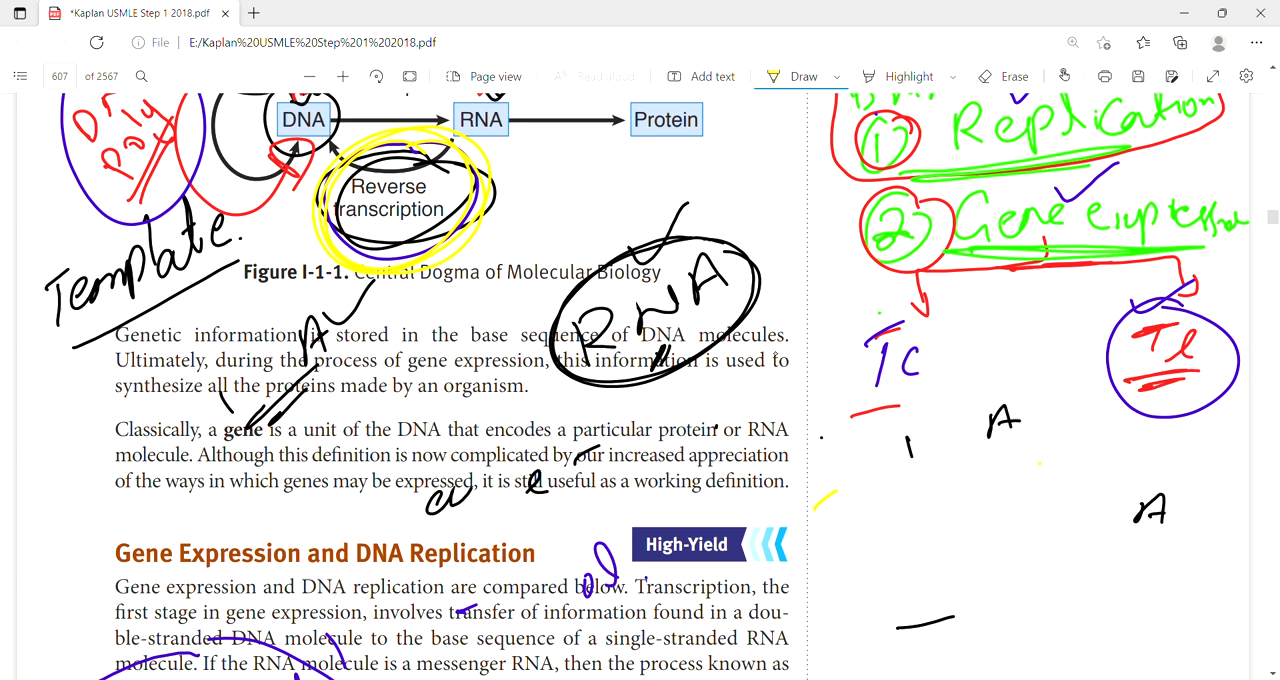 *Kaplan USMLE Step 1 2018.pdf
File E:/Kaplan%20USMLE%20Step%201%202018.pdf
607 of 2567 Page view Read aloud Add text Draw Highlight Erase
DNA RNA Protein
Poly
Reverse
transcription
Template.
① Replication
② Gene expression
Figure I-1-1. Central Dogma of Molecular Biology
RNA
Genetic information is stored in the base sequence of DNA molecules.
Ultimately, during the process of gene expression, this information is used to
synthesize all the proteins made by an organism.
A
TC
Tl
A
Classically, a gene is a unit of the DNA that encodes a particular protein or RNA
molecule. Although this definition is now complicated by our increased appreciation
of the ways in which genes may be expressed, it is still useful as a working definition.
A
Gene Expression and DNA Replication
High-Yield
Gene expression and DNA replication are compared below. Transcription, the
first stage in gene expression, involves transfer of information found in a dou-
ble-stranded DNA molecule to the base sequence of a single-stranded RNA
molecule. If the RNA molecule is a messenger RNA, then the process known as